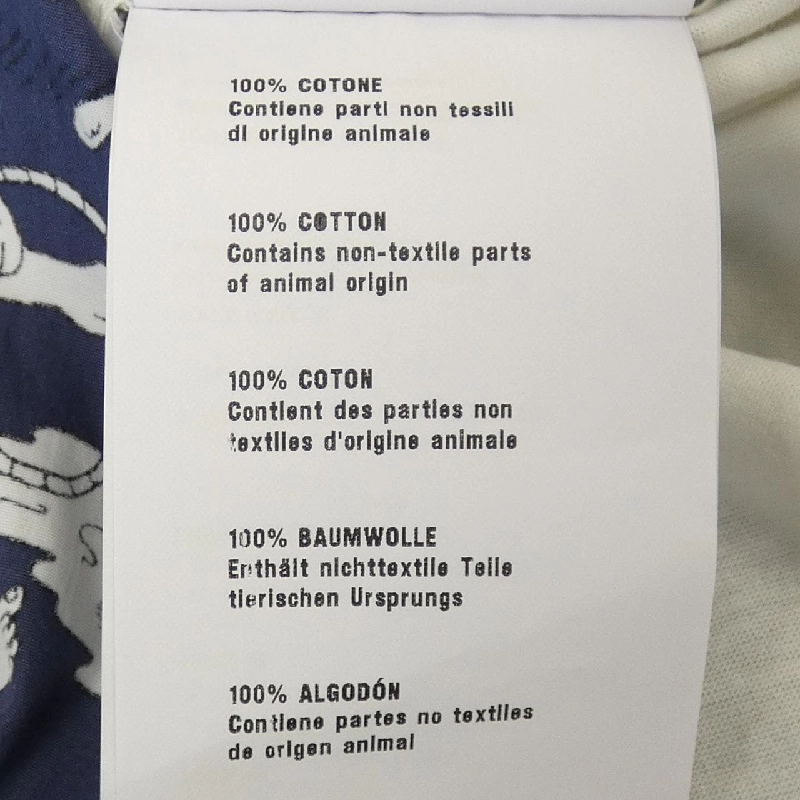 100% COTONE
Contiene parti non tessili
di origine animale
100% COTTON
Contains non-textile parts
of animal origin
100% COTON
Contient des parties non
textiles d'origine animale
100% BAUMWOLLE
Enthält nichttextile Teile
tierischen Ursprungs
100% ALGODÓN
Contiene partes no textiles
de origen animal